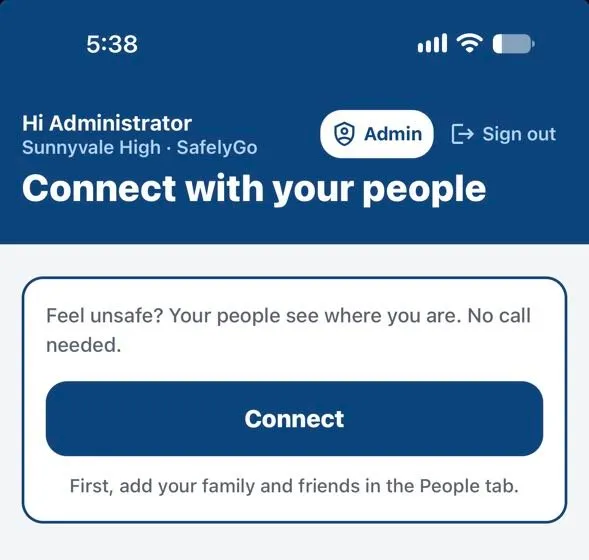 5:38
Hi Administrator
Sunnyvale High · SafelyGo
Admin
Sign out
Connect with your people
Feel unsafe? Your people see where you are. No call
needed.
Connect
First, add your family and friends in the People tab.